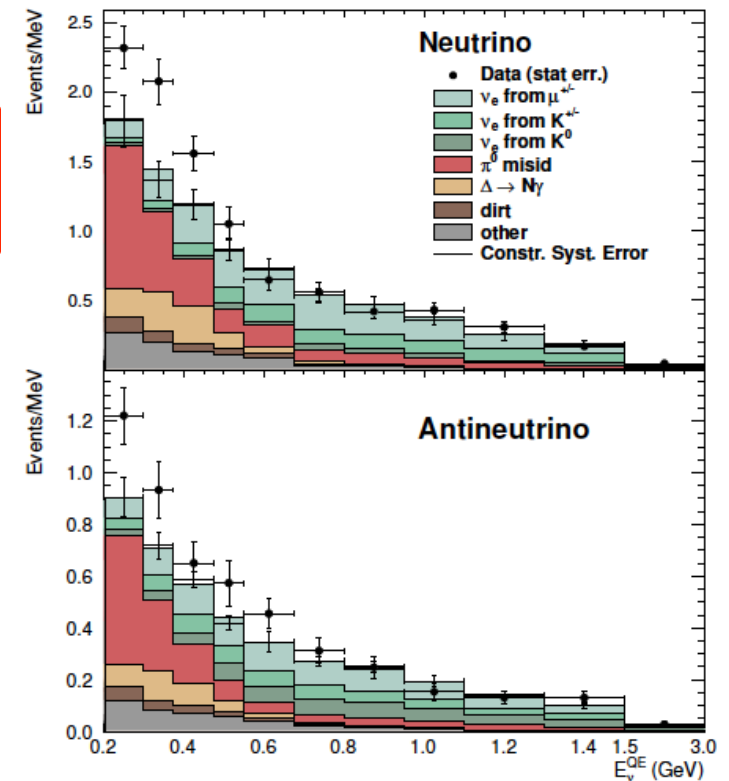 Events/MeV
2.5
2.0
1.5
1.0
0.5
Neutrino
Data (stat err.)
νₑ from μ⁺/⁻
νₑ from K⁺/⁻
νₑ from K⁰
π⁰ misid
Δ → Nγ
dirt
other
Constr. Syst. Error
Events/MeV
1.2
1.0
0.8
0.6
0.4
0.2
0.0
Antineutrino
0.2 0.4 0.6 0.8 1.0 1.2 1.4 1.5 3.0
E_ν^QE (GeV)